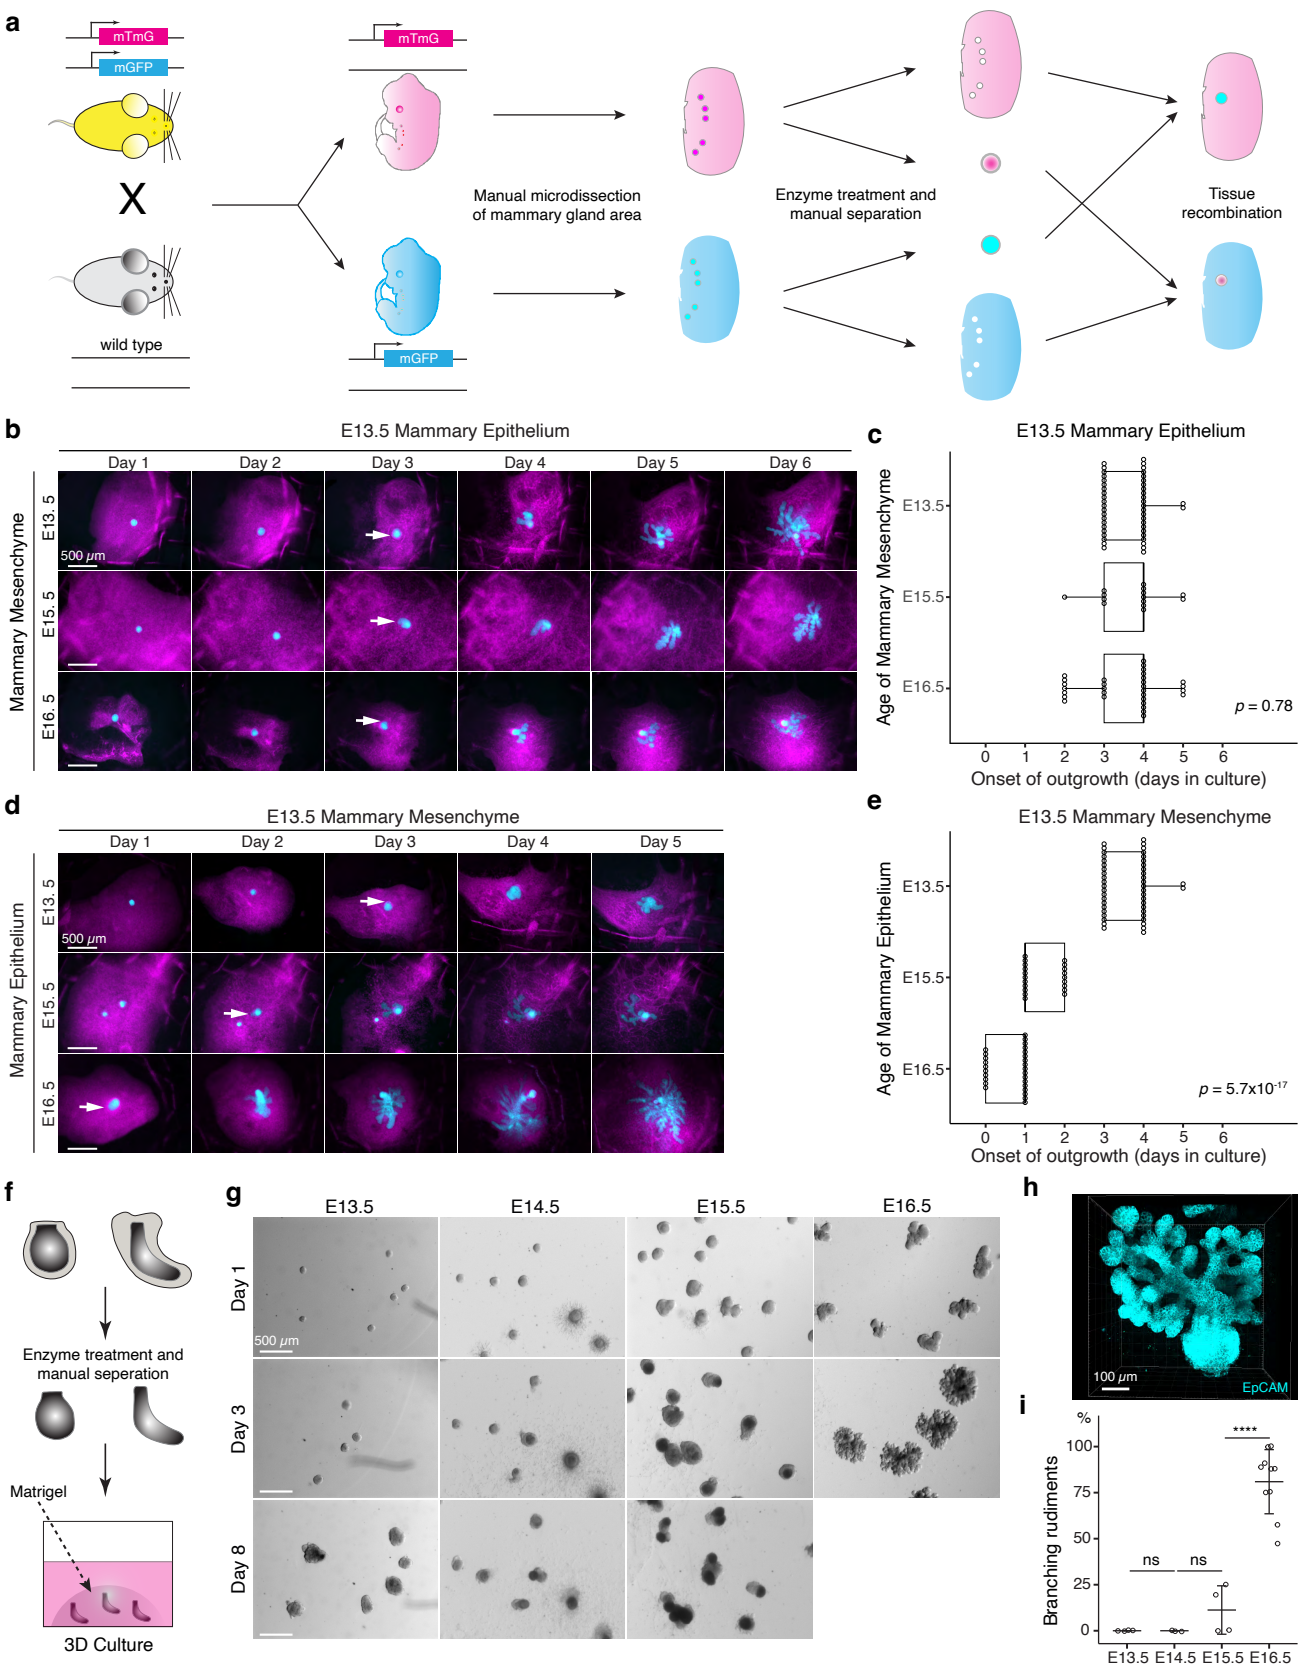 a
mTmG
mGFP
X
wild type
mTmG
mGFP
Manual microdissection
of mammary gland area
Enzyme treatment and
manual separation
Tissue
recombination
b
E13.5 Mammary Epithelium
Day 1
Day 2
Day 3
Day 4
Day 5
Day 6
Mammary Mesenchyme
E13. 5
E15. 5
E16. 5
500 µm
c
E13.5 Mammary Epithelium
Age of Mammary Mesenchyme
E13.5
E15.5
E16.5
p = 0.78
0 1 2 3 4 5 6
Onset of outgrowth (days in culture)
d
E13.5 Mammary Mesenchyme
Day 1
Day 2
Day 3
Day 4
Day 5
Mammary Epithelium
E13. 5
E15. 5
E16. 5
500 µm
e
E13.5 Mammary Mesenchyme
Age of Mammary Epithelium
E13.5
E15.5
E16.5
p = 5.7x10⁻¹⁷
0 1 2 3 4 5 6
Onset of outgrowth (days in culture)
f
Enzyme treatment and
manual seperation
Matrigel
3D Culture
g
E13.5
E14.5
E15.5
E16.5
Day 1
Day 3
Day 8
500 µm
h
100 µm
EpCAM
i
%
Branching rudiments
100
75
50
25
0
ns
ns
****
E13.5 E14.5 E15.5 E16.5